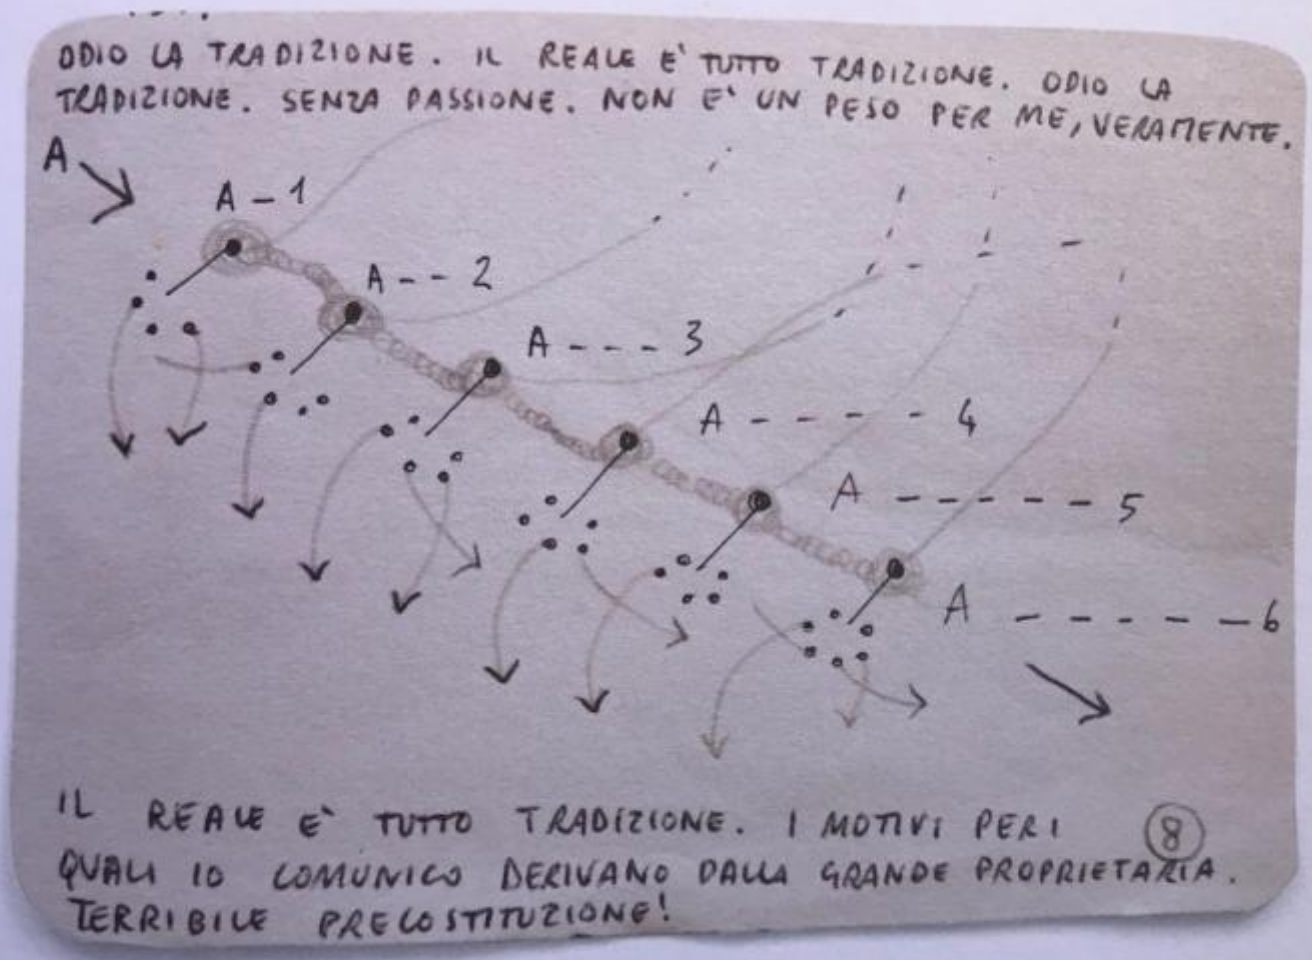 ODIO LA TRADIZIONE. IL REALE E' TUTTO TRADIZIONE. ODIO LA
TRADIZIONE. SENZA PASSIONE. NON E' UN PESO PER ME, VERAMENTE.
A
A - 1
A - - 2
A - - - 3
A - - - - 4
A - - - - - 5
A - - - - - - 6
IL REALE E' TUTTO TRADIZIONE. I MOTIVI PER I
8
QUALI IO COMUNICO DERIVANO DALLA GRANDE PROPRIETARIA.
TERRIBILE PRECOSTITUZIONE!